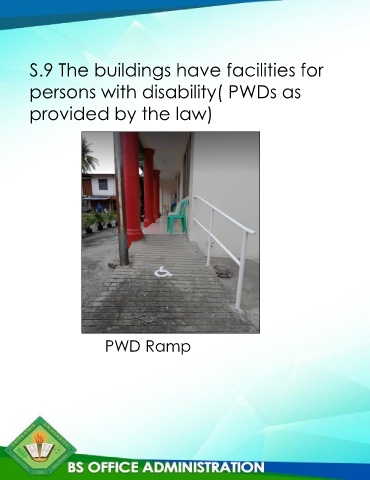 S.9 The buildings have facilities for
persons with disability( PWDs as
provided by the law)
PWD Ramp
BS OFFICE ADMINISTRATION